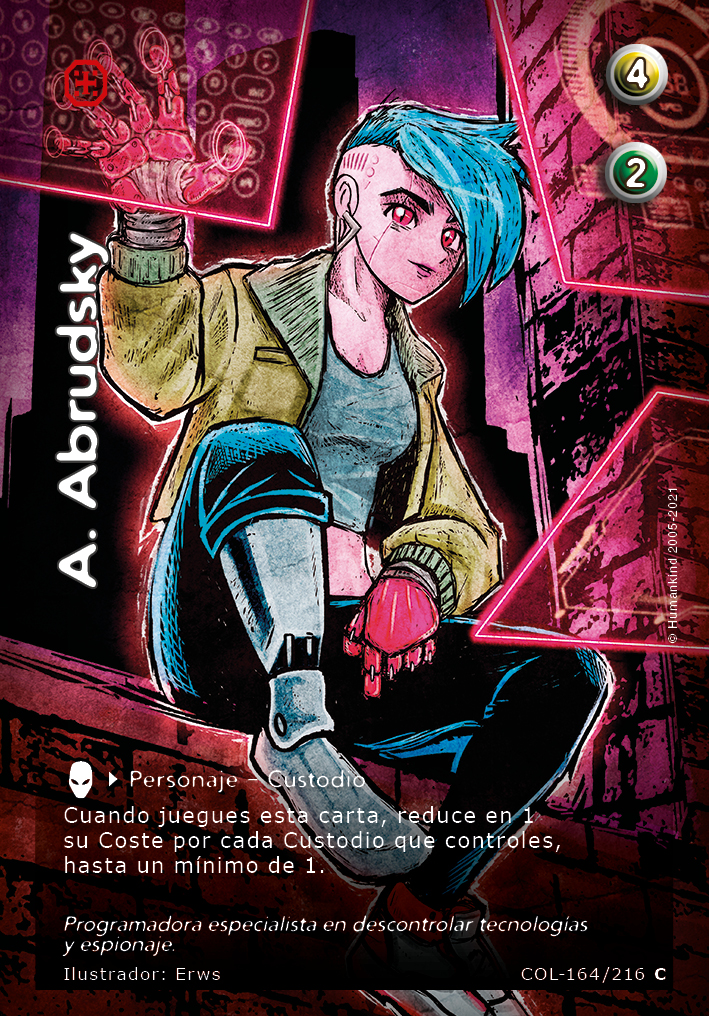 4
2
A. Abrudsky
© Humankind 2005-2021
Personaje – Custodio
Cuando juegues esta carta, reduce en 1
su Coste por cada Custodio que controles,
hasta un mínimo de 1.
Programadora especialista en descontrolar tecnologías
y espionaje.
Ilustrador: Erws
COL-164/216 C